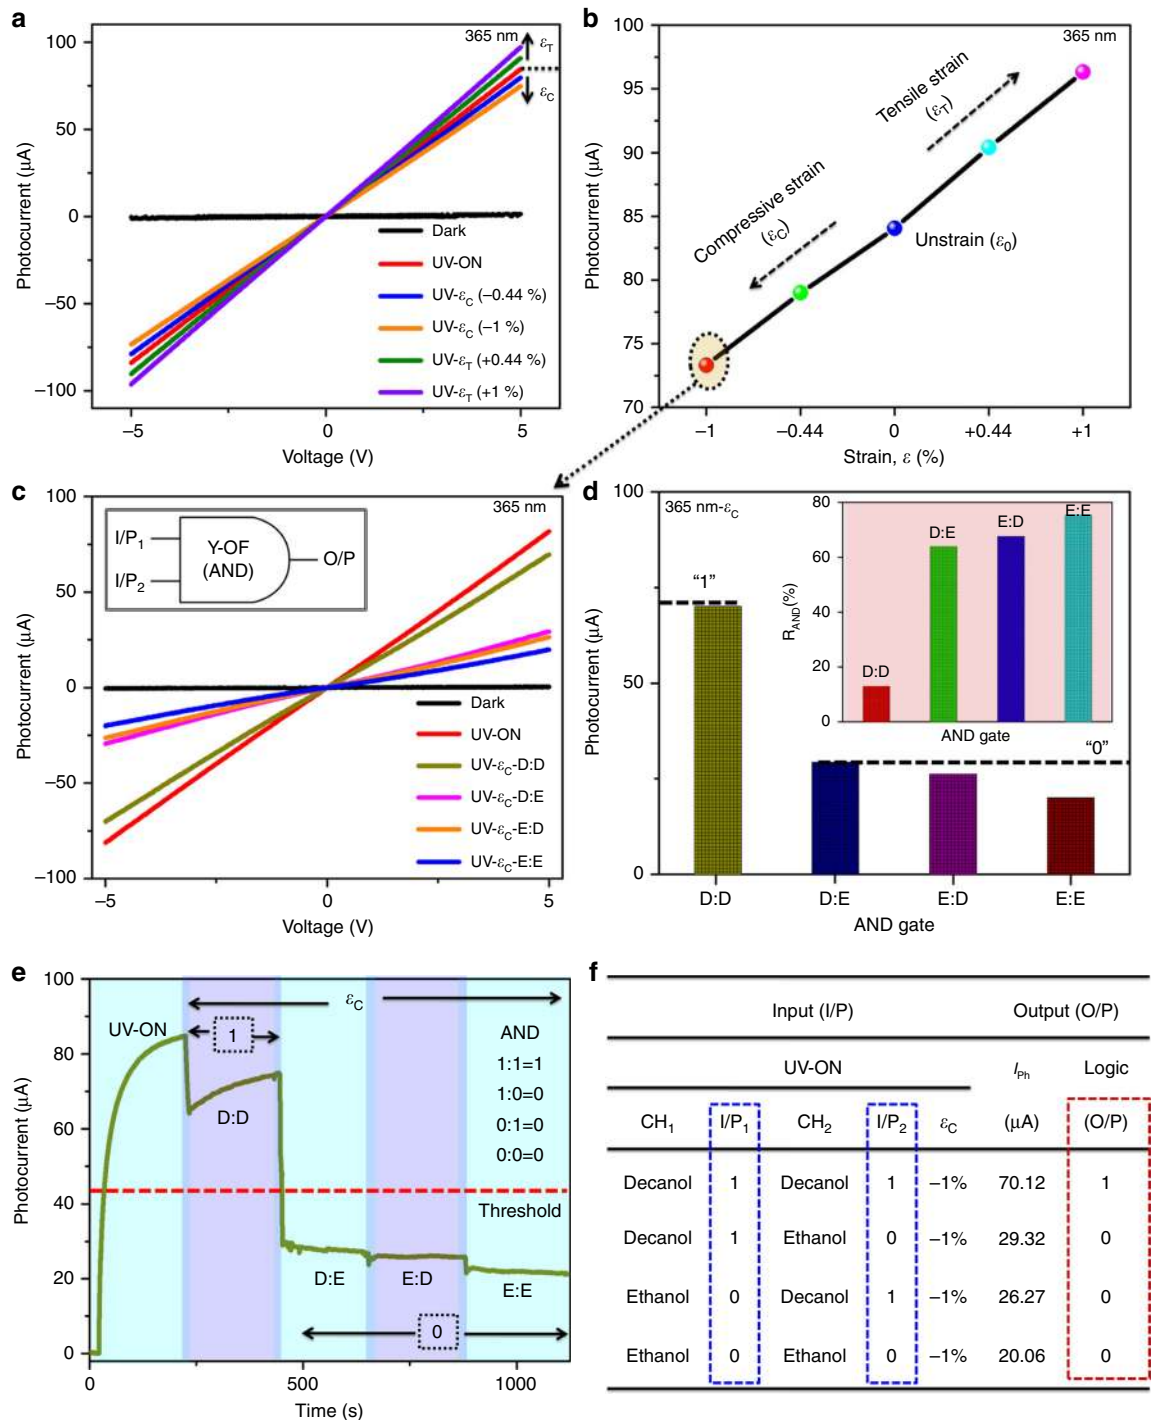 a
365 nm
εT
εC
100
50
0
−50
−100
Photocurrent (μA)
Dark
UV-ON
UV-εC (−0.44 %)
UV-εC (−1 %)
UV-εT (+0.44 %)
UV-εT (+1 %)
−5
0
5
Voltage (V)
b
365 nm
100
95
90
85
80
75
70
Photocurrent (μA)
Tensile strain
(εT)
Compressive strain
(εC)
Unstrain (ε0)
−1
−0.44
0
+0.44
+1
Strain, ε (%)
c
365 nm
100
50
0
−50
−100
Photocurrent (μA)
I/P1
I/P2
Y-OF
(AND)
O/P
Dark
UV-ON
UV-εC-D:D
UV-εC-D:E
UV-εC-E:D
UV-εC-E:E
−5
0
5
Voltage (V)
d
365 nm-εC
100
50
0
Photocurrent (μA)
"1"
"0"
80
60
40
20
0
RAND(%)
D:D
D:E
E:D
E:E
AND gate
D:D
D:E
E:D
E:E
AND gate
e
100
80
60
40
20
0
Photocurrent (μA)
UV-ON
εC
1
D:D
AND
1:1=1
1:0=0
0:1=0
0:0=0
Threshold
D:E
E:D
E:E
0
0
500
1000
Time (s)
f
Input (I/P) Output (O/P)
UV-ON IPh Logic
CH1 I/P1 CH2 I/P2 εC (μA) (O/P)
Decanol 1 Decanol 1 −1% 70.12 1
Decanol 1 Ethanol 0 −1% 29.32 0
Ethanol 0 Decanol 1 −1% 26.27 0
Ethanol 0 Ethanol 0 −1% 20.06 0